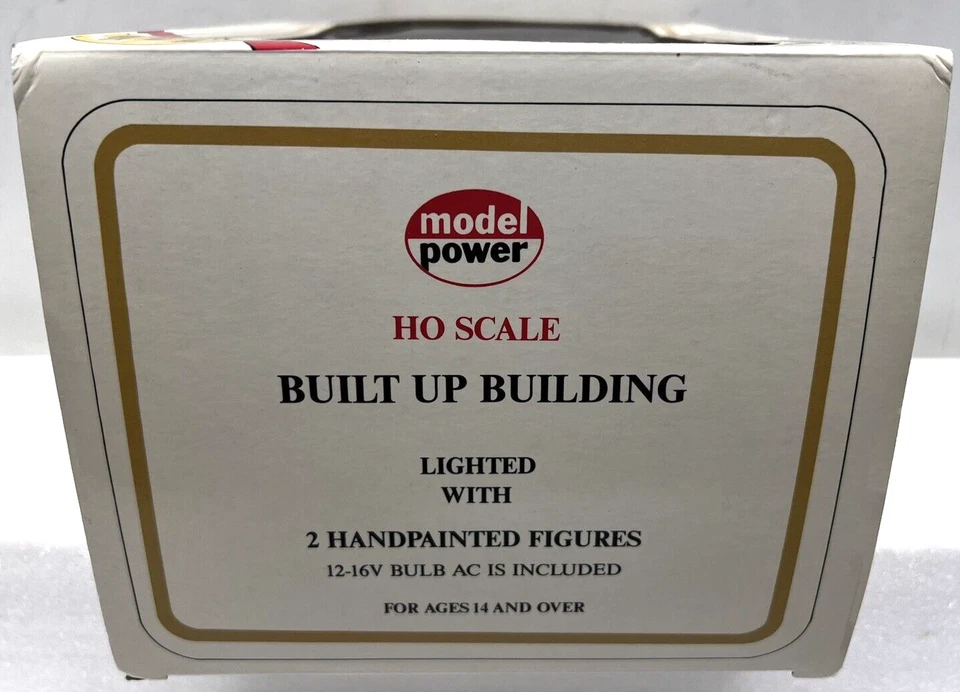 model
power
HO SCALE
BUILT UP BUILDING
LIGHTED
WITH
2 HANDPAINTED FIGURES
12-16V BULB AC IS INCLUDED
FOR AGES 14 AND OVER